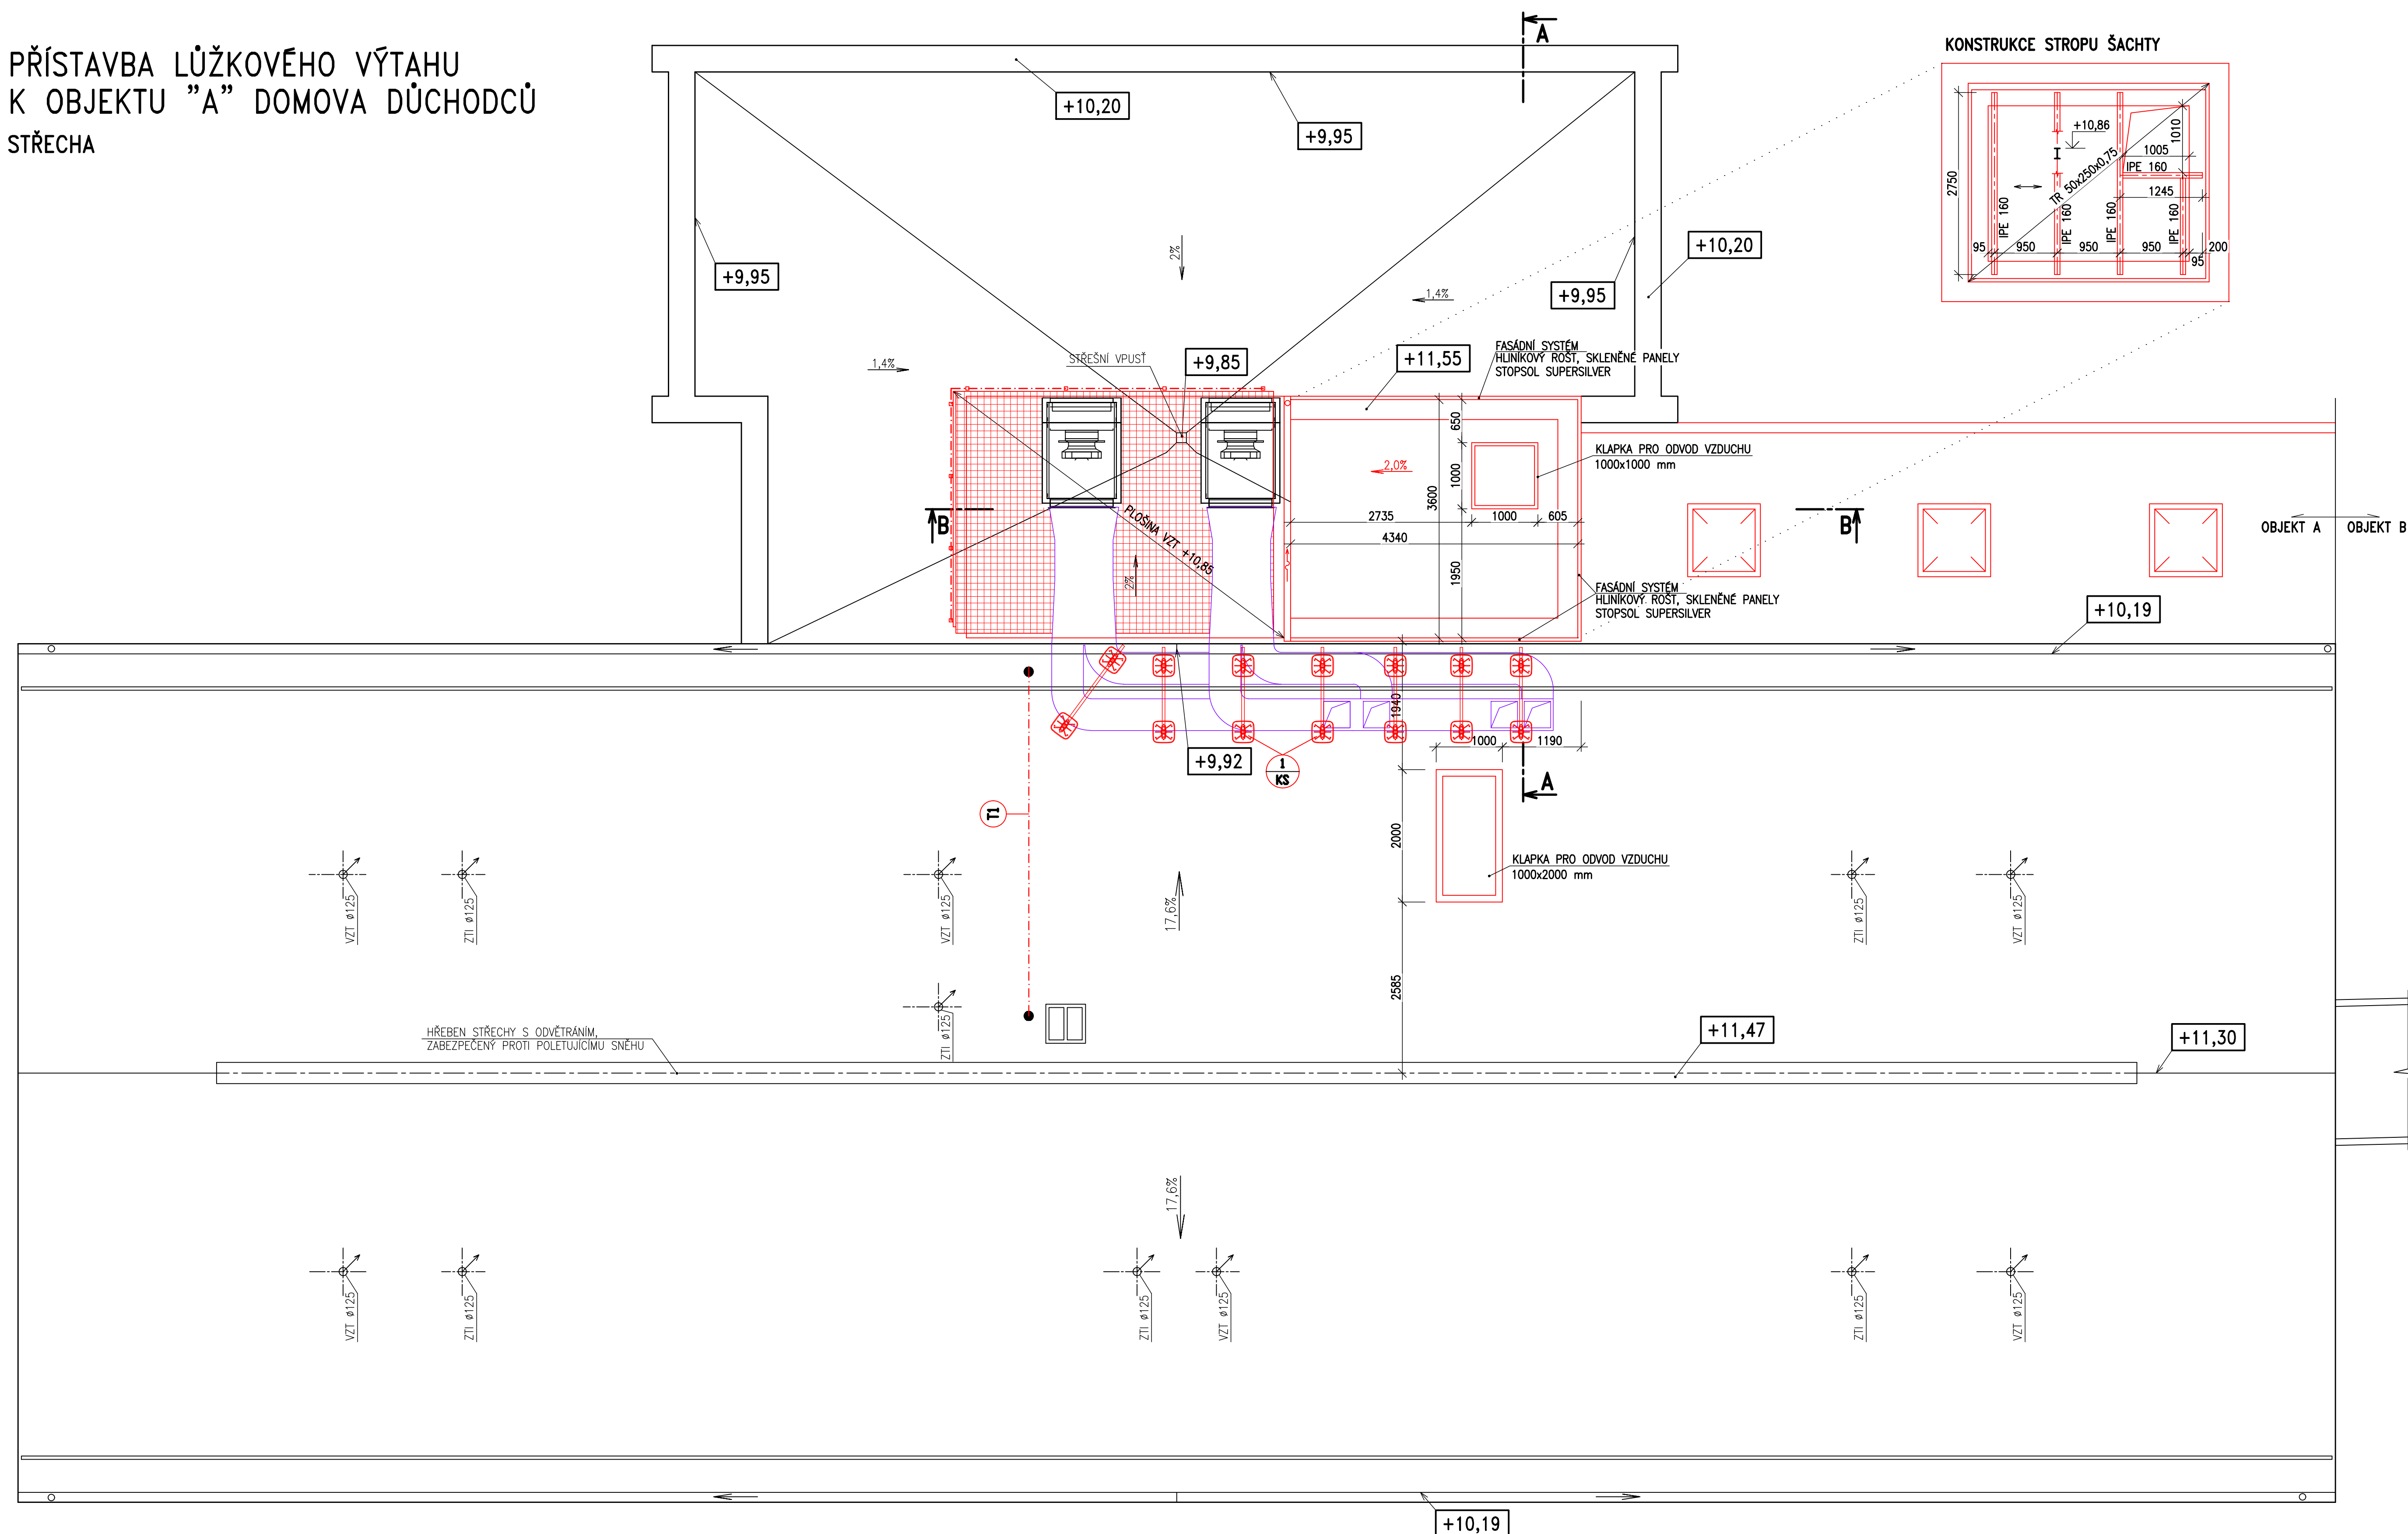 PŘÍSTAVBA LŮŽKOVÉHO VÝTAHU
K OBJEKTU ”A” DOMOVA DŮCHODCŮ
STŘECHA
A
KONSTRUKCE STROPU ŠACHTY
+10,20
+9,95
+9,95
+9,95
+10,20
2%
1,4%
1,4%
2750
+10,86
1010
1005
IPE 160
TR 50x250x0,75
1245
IPE 160
IPE 160
IPE 160
IPE 160
95
950
950
950
200
95
STŘEŠNÍ VPUSŤ
+9,85
+11,55
FASÁDNÍ SYSTÉM
HLINÍKOVÝ ROŠT, SKLENĚNÉ PANELY
STOPSOL SUPERSILVER
650
2,0%
1000
3600
KLAPKA PRO ODVOD VZDUCHU
1000x1000 mm
2735
1000
605
4340
1950
B
B
PLOŠINA VZT +10,85
2%
OBJEKT A
OBJEKT B
FASÁDNÍ SYSTÉM
HLINÍKOVÝ ROŠT, SKLENĚNÉ PANELY
STOPSOL SUPERSILVER
+10,19
1940
1000
1190
+9,92
1
KS
A
T1
2000
KLAPKA PRO ODVOD VZDUCHU
1000x2000 mm
17,6%
VZT ø125
ZTI ø125
VZT ø125
ZTI ø125
VZT ø125
2585
ZTI ø125
HŘEBEN STŘECHY S ODVĚTRÁNÍM,
ZABEZPEČENÝ PROTI POLETUJÍCÍMU SNĚHU
+11,47
+11,30
17,6%
VZT ø125
ZTI ø125
ZTI ø125
VZT ø125
ZTI ø125
VZT ø125
+10,19